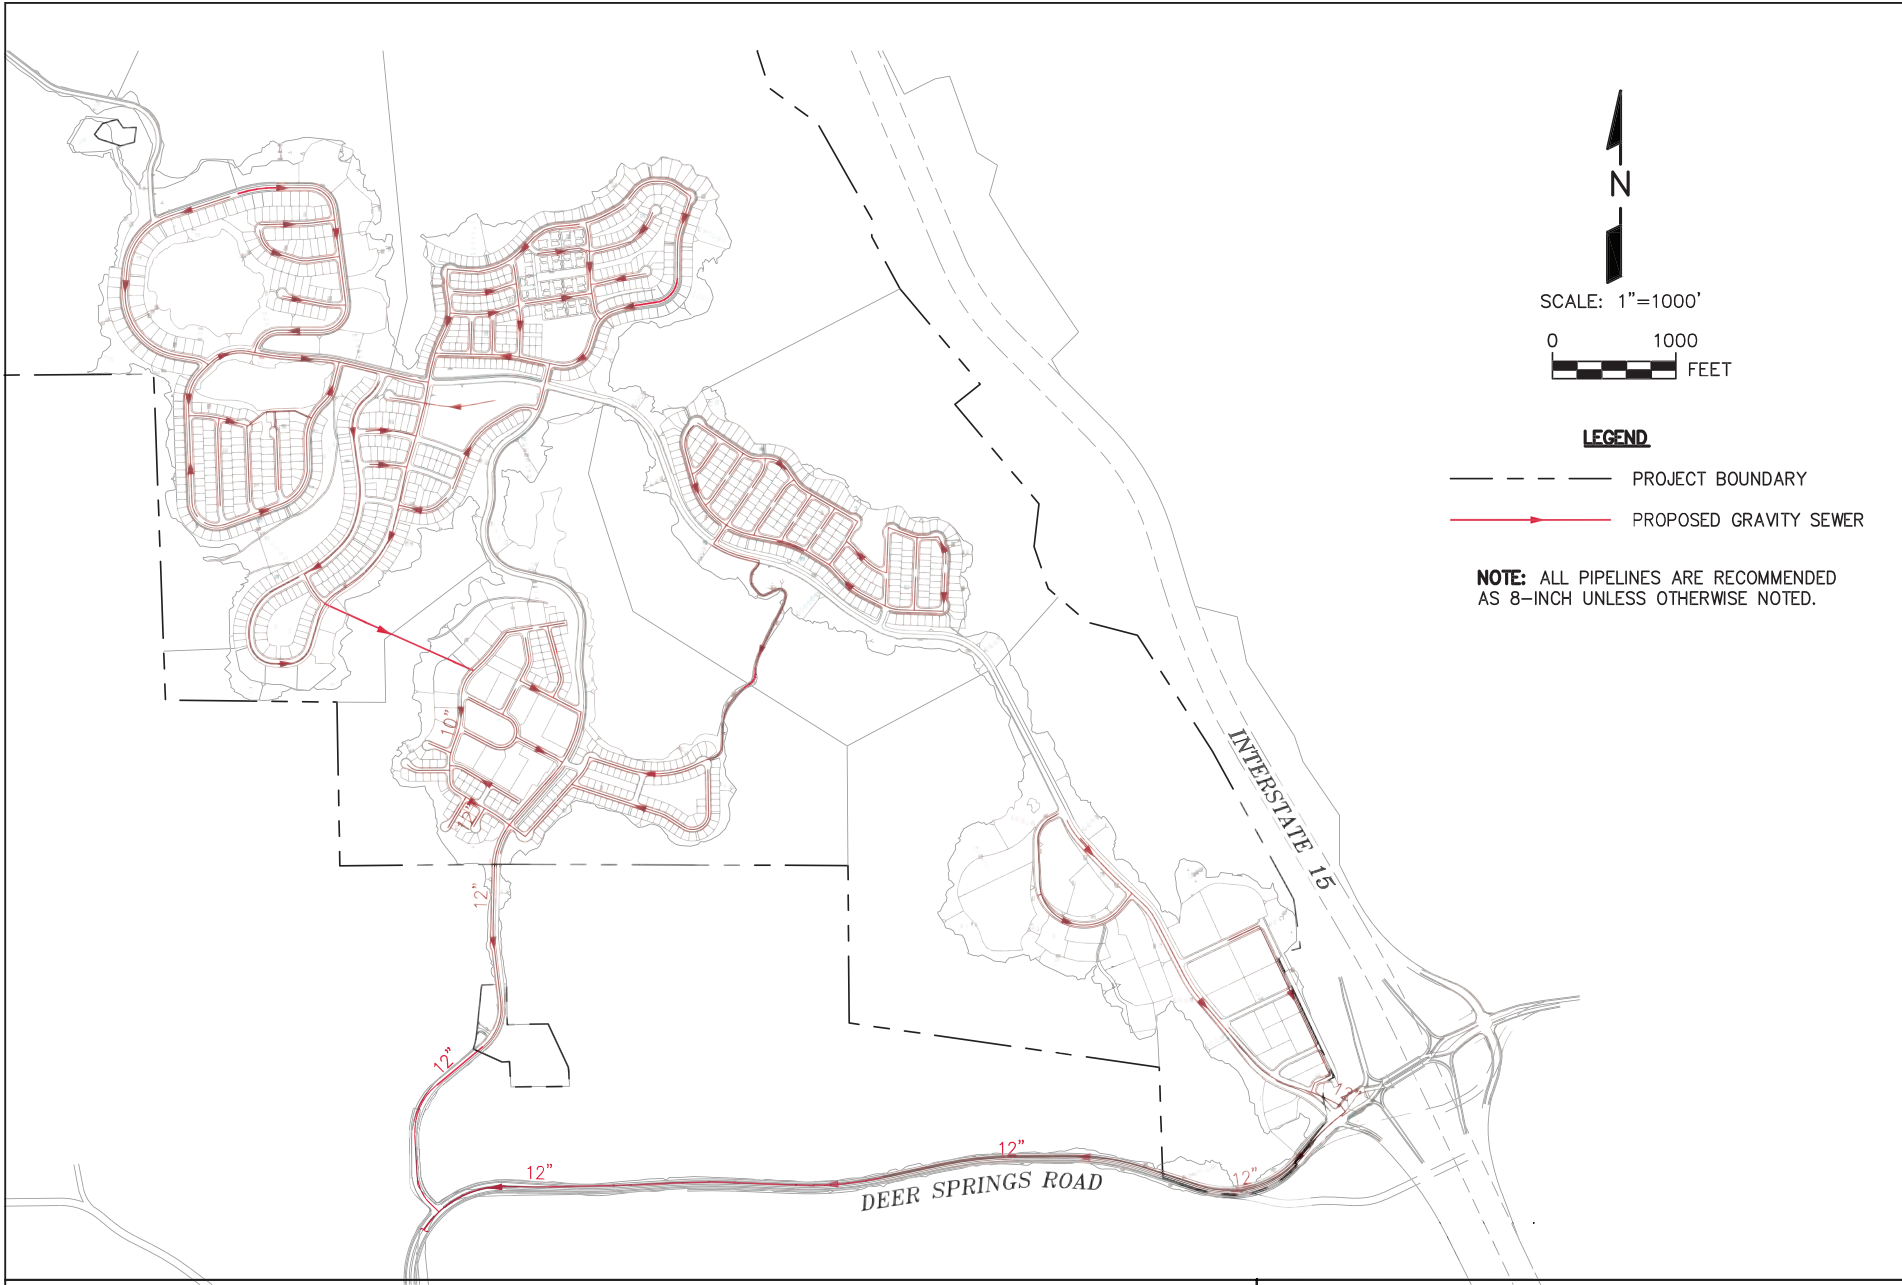 N
SCALE: 1"=1000'
0 1000
FEET
LEGEND
PROJECT BOUNDARY
PROPOSED GRAVITY SEWER
NOTE: ALL PIPELINES ARE RECOMMENDED
AS 8-INCH UNLESS OTHERWISE NOTED.
10"
12"
12"
12"
12"
12"
12"
12"
INTERSTATE 15
DEER SPRINGS ROAD